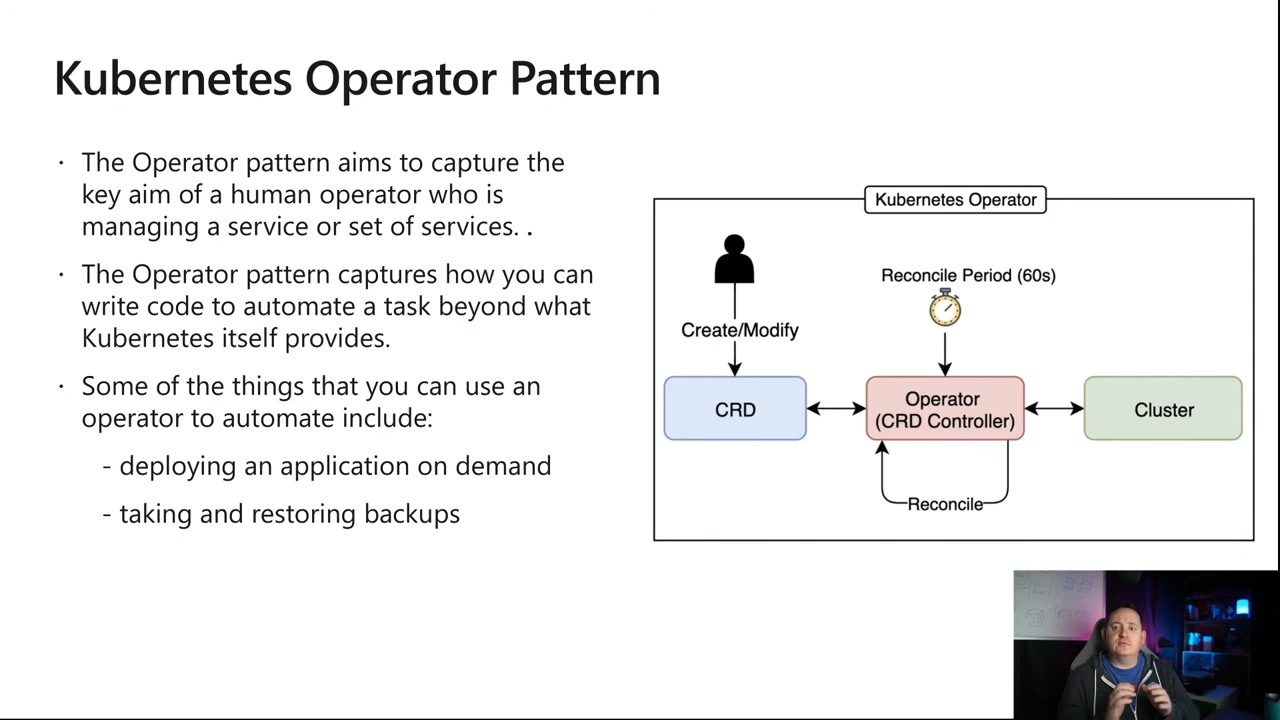 Kubernetes Operator Pattern
· The Operator pattern aims to capture the
key aim of a human operator who is
managing a service or set of services. .
· The Operator pattern captures how you can
write code to automate a task beyond what
Kubernetes itself provides.
· Some of the things that you can use an
operator to automate include:
- deploying an application on demand
- taking and restoring backups
Kubernetes Operator
Reconcile Period (60s)
Create/Modify
CRD
Operator
(CRD Controller)
Cluster
Reconcile